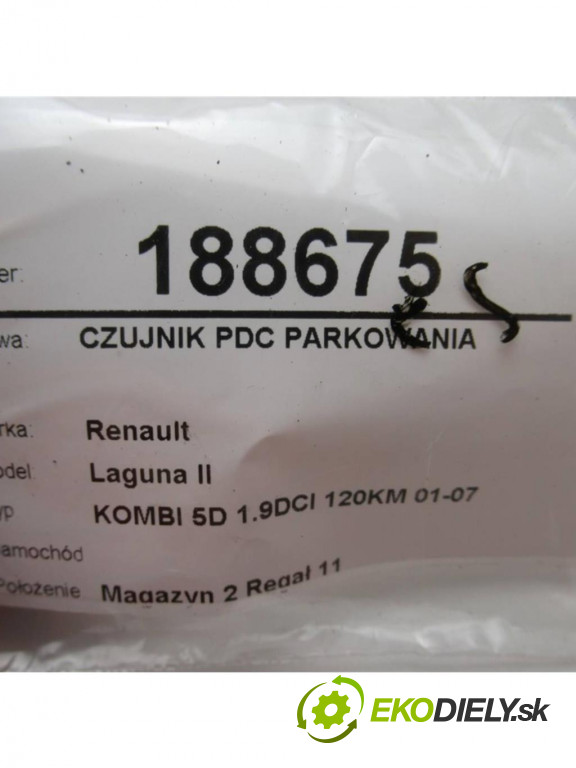 er: 188675
wa: CZUJNIK PDC PARKOWANIA
rka: Renault
odel: Laguna II
yp KOMBI 5D 1.9DCI 120KM 01-07
amochód
Położenie Magazyn 2 Regał 11
EKODIELY.sk